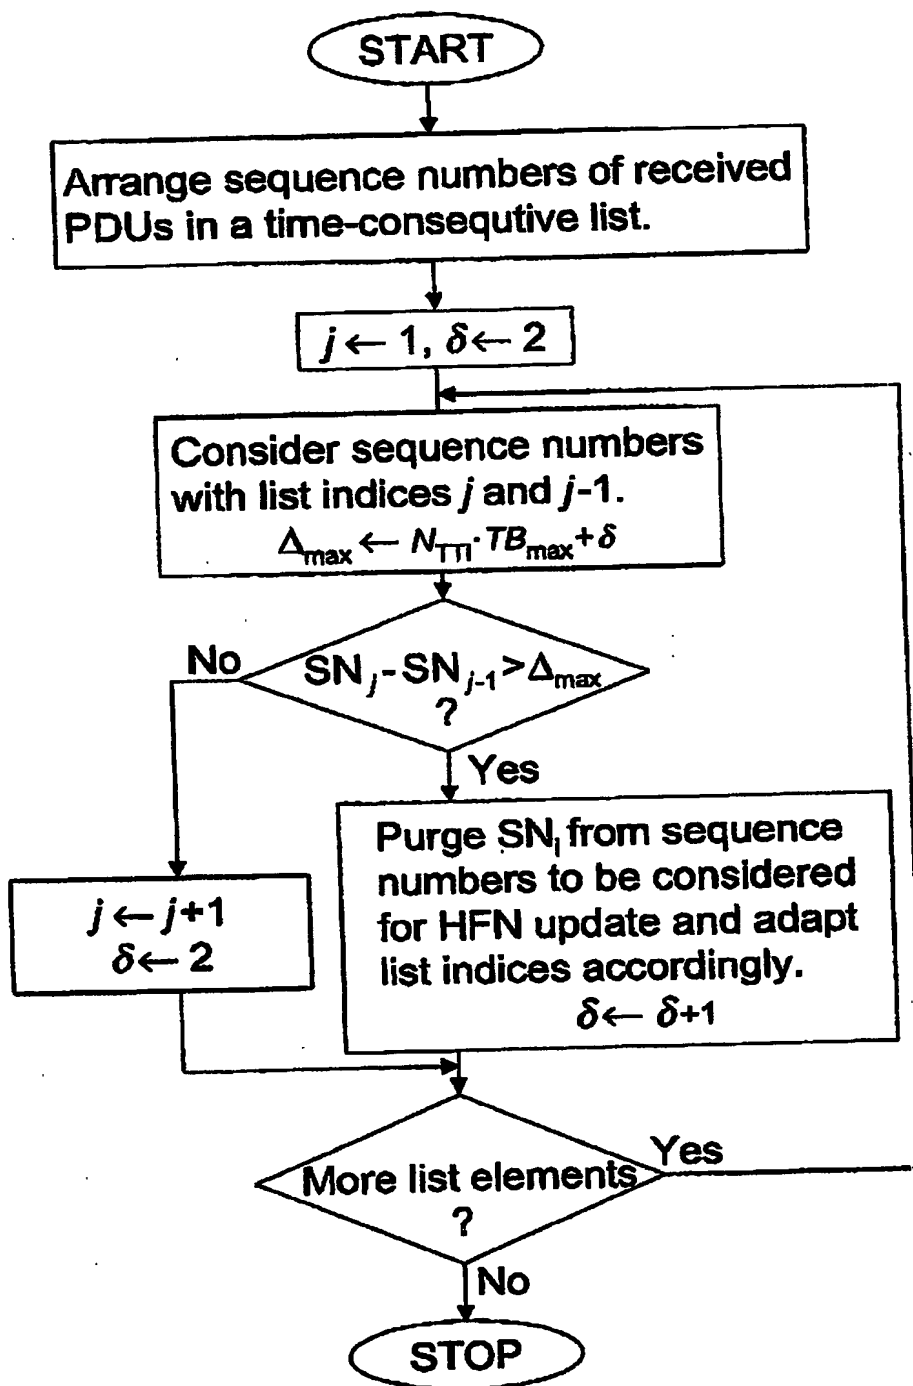 START
Arrange sequence numbers of received
PDUs in a time-consequtive list.
j ← 1, δ ← 2
Consider sequence numbers
with list indices j and j-1.
Δmax ← NTTI · TBmax + δ
No
SNj - SNj-1 > Δmax
?
Yes
Purge SNj from sequence
numbers to be considered
for HFN update and adapt
list indices accordingly.
δ ← δ+1
j ← j+1
δ ← 2
More list elements
?
Yes
No
STOP